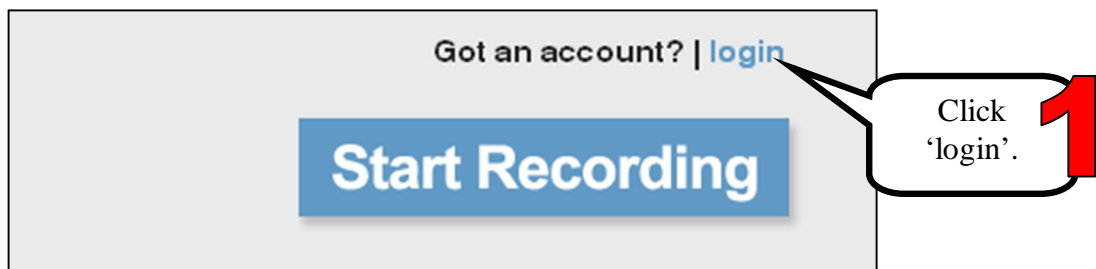 Got an account? | login
Start Recording
Click
‘login’.
1